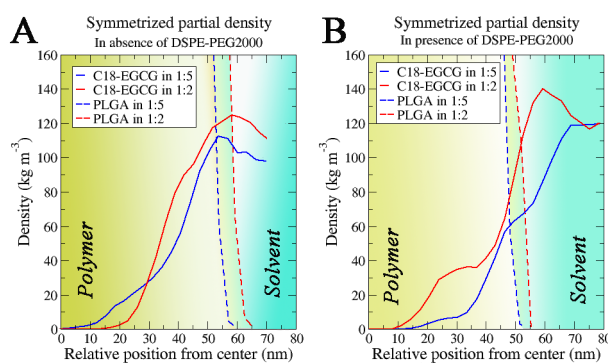 A
Symmetrized partial density
In absence of DSPE-PEG2000
160
140
120
100
80
60
40
20
0
Density (kg m-3)
C18-EGCG in 1:5
C18-EGCG in 1:2
PLGA in 1:5
PLGA in 1:2
Polymer
Solvent
0 10 20 30 40 50 60 70 80
Relative position from center (nm)
B
Symmetrized partial density
In presence of DSPE-PEG2000
160
140
120
100
80
60
40
20
0
Density (kg m-3)
C18-EGCG in 1:5
C18-EGCG in 1:2
PLGA in 1:5
PLGA in 1:2
Polymer
Solvent
0 10 20 30 40 50 60 70 80
Relative position from center (nm)